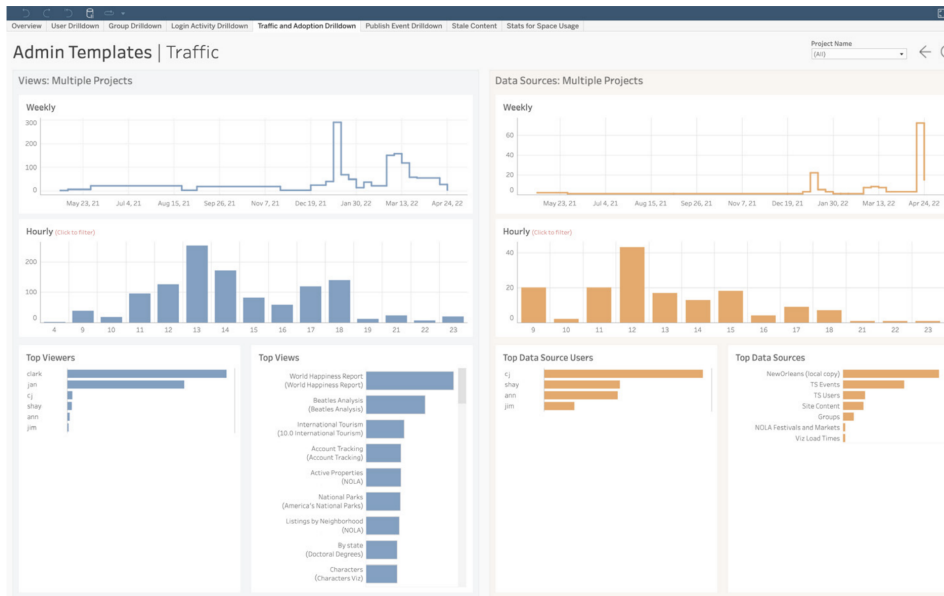 Overview User Drilldown Group Drilldown Login Activity Drilldown Traffic and Adoption Drilldown Publish Event Drilldown Stale Content Stats for Space Usage
Admin Templates | Traffic
Project Name
(All)
Views: Multiple Projects
Weekly
300
200
100
0
May 23, 21 Jul 4, 21 Aug 15, 21 Sep 26, 21 Nov 7, 21 Dec 19, 21 Jan 30, 22 Mar 13, 22 Apr 24, 22
Hourly (Click to filter)
200
100
0
4 9 10 11 12 13 14 15 16 17 18 19 21 22 23
Top Viewers
clark
jan
cj
shay
ann
jim
Top Views
World Happiness Report
(World Happiness Report)
Beatles Analysis
(Beatles Analysis)
International Tourism
(10.0 International Tourism)
Account Tracking
(Account Tracking)
Active Properties
(NOLA)
National Parks
(America's National Parks)
Listings by Neighborhood
(NOLA)
By state
(Doctoral Degrees)
Characters
(Characters Viz)
Data Sources: Multiple Projects
Weekly
60
40
20
0
May 23, 21 Jul 4, 21 Aug 15, 21 Sep 26, 21 Nov 7, 21 Dec 19, 21 Jan 30, 22 Mar 13, 22 Apr 24, 22
Hourly (Click to filter)
40
20
0
9 10 11 12 13 14 15 16 17 18 21 22 23
Top Data Source Users
cj
shay
ann
jim
Top Data Sources
NewOrleans (local copy)
TS Events
TS Users
Site Content
Groups
NOLA Festivals and Markets
Viz Load Times